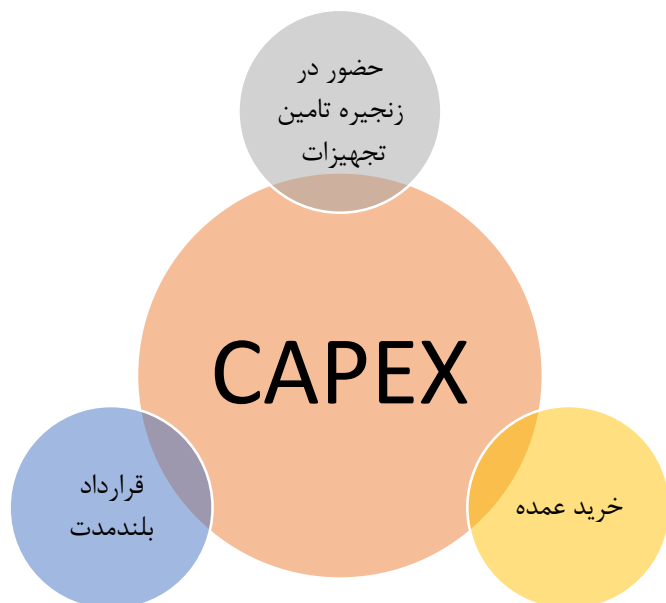 حضور در
زنجیره تامین
تجهیزات
CAPEX
خرید عمده
قرارداد
بلندمدت